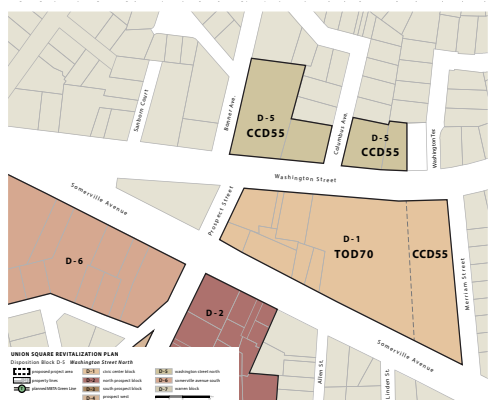 Sanborn Court
Bonner Ave.
D-5
CCD55
Columbus Ave.
D-5
CCD55
Washington Ter.
Washington Street
Somerville Avenue
Prospect Street
D-6
D-1
TOD70
CCD55
Merriam Street
D-2
Somerville Avenue
Allen St.
Linden St.
UNION SQUARE REVITALIZATION PLAN
Disposition Block D-5 Washington Street North
proposed project area
property lines
planned MBTA Green Line
D-1 civic center block
D-2 north prospect block
D-3 south prospect block
D-4 prospect west
D-5 washington street north
D-6 somerville avenue south
D-7 warren block